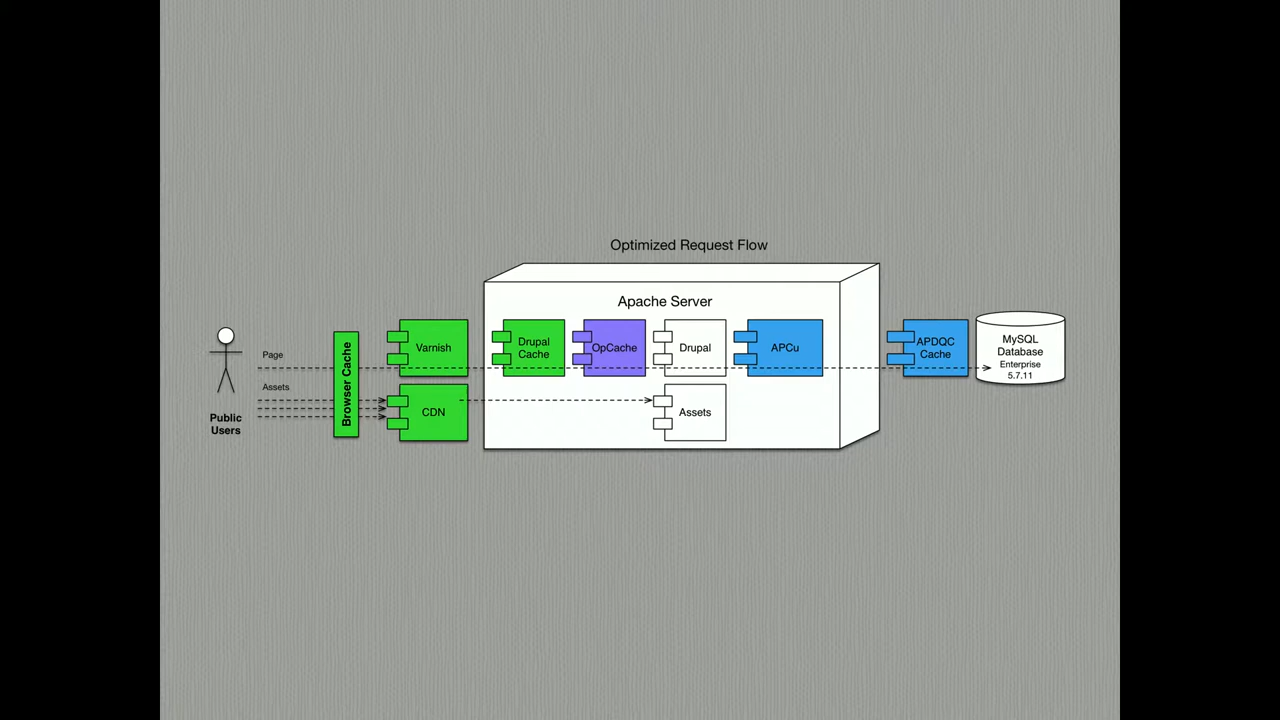 Optimized Request Flow
Apache Server
Page
Assets
Public
Users
Browser Cache
Varnish
CDN
Drupal
Cache
OpCache
Drupal
APCu
Assets
APDQC
Cache
MySQL
Database
Enterprise
5.7.11